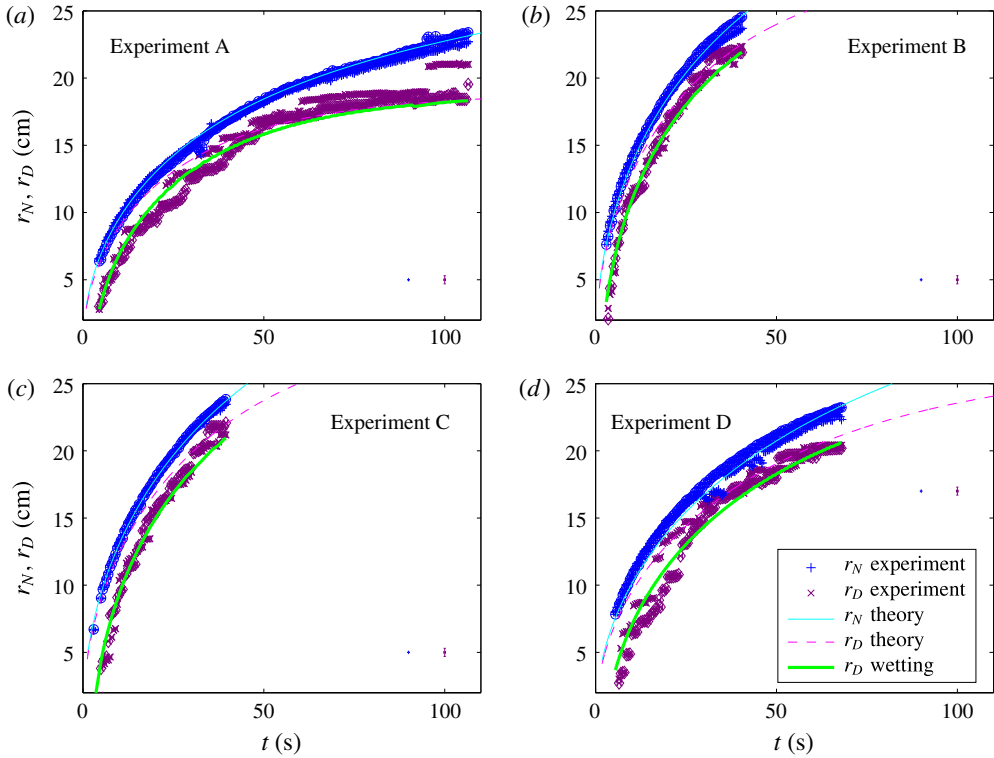 (a)
Experiment A
25
20
15
10
5
0
50
100
r_N, r_D (cm)
(b)
Experiment B
25
20
15
10
5
0
50
100
(c)
Experiment C
25
20
15
10
5
0
50
100
r_N, r_D (cm)
t (s)
(d)
Experiment D
25
20
15
10
5
0
50
100
t (s)
r_N experiment
r_D experiment
r_N theory
r_D theory
r_D wetting